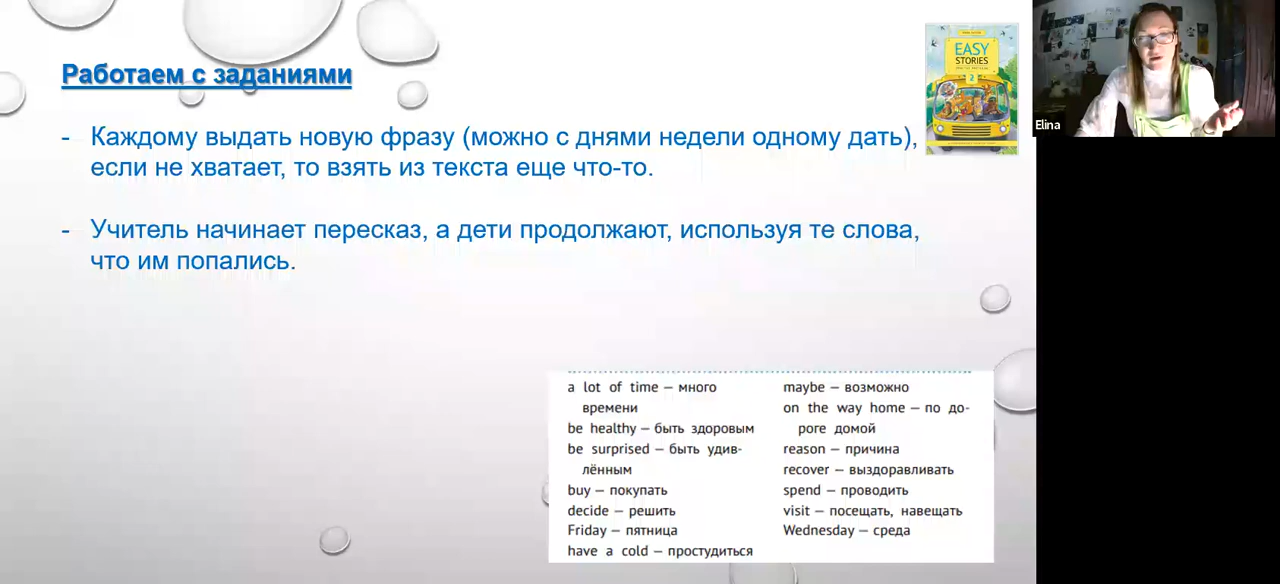 Работаем с заданиями
- Каждому выдать новую фразу (можно с днями недели одному дать),
если не хватает, то взять из текста еще что-то.
- Учитель начинает пересказ, а дети продолжают, используя те слова,
что им попались.
EASY
STORIES
2
Elina
a lot of time – много
времени
be healthy – быть здоровым
be surprised – быть удив-
лённым
buy – покупать
decide – решить
Friday – пятница
have a cold – простудиться
maybe – возможно
on the way home – по до-
роге домой
reason – причина
recover – выздоравливать
spend – проводить
visit – посещать, навещать
Wednesday – среда